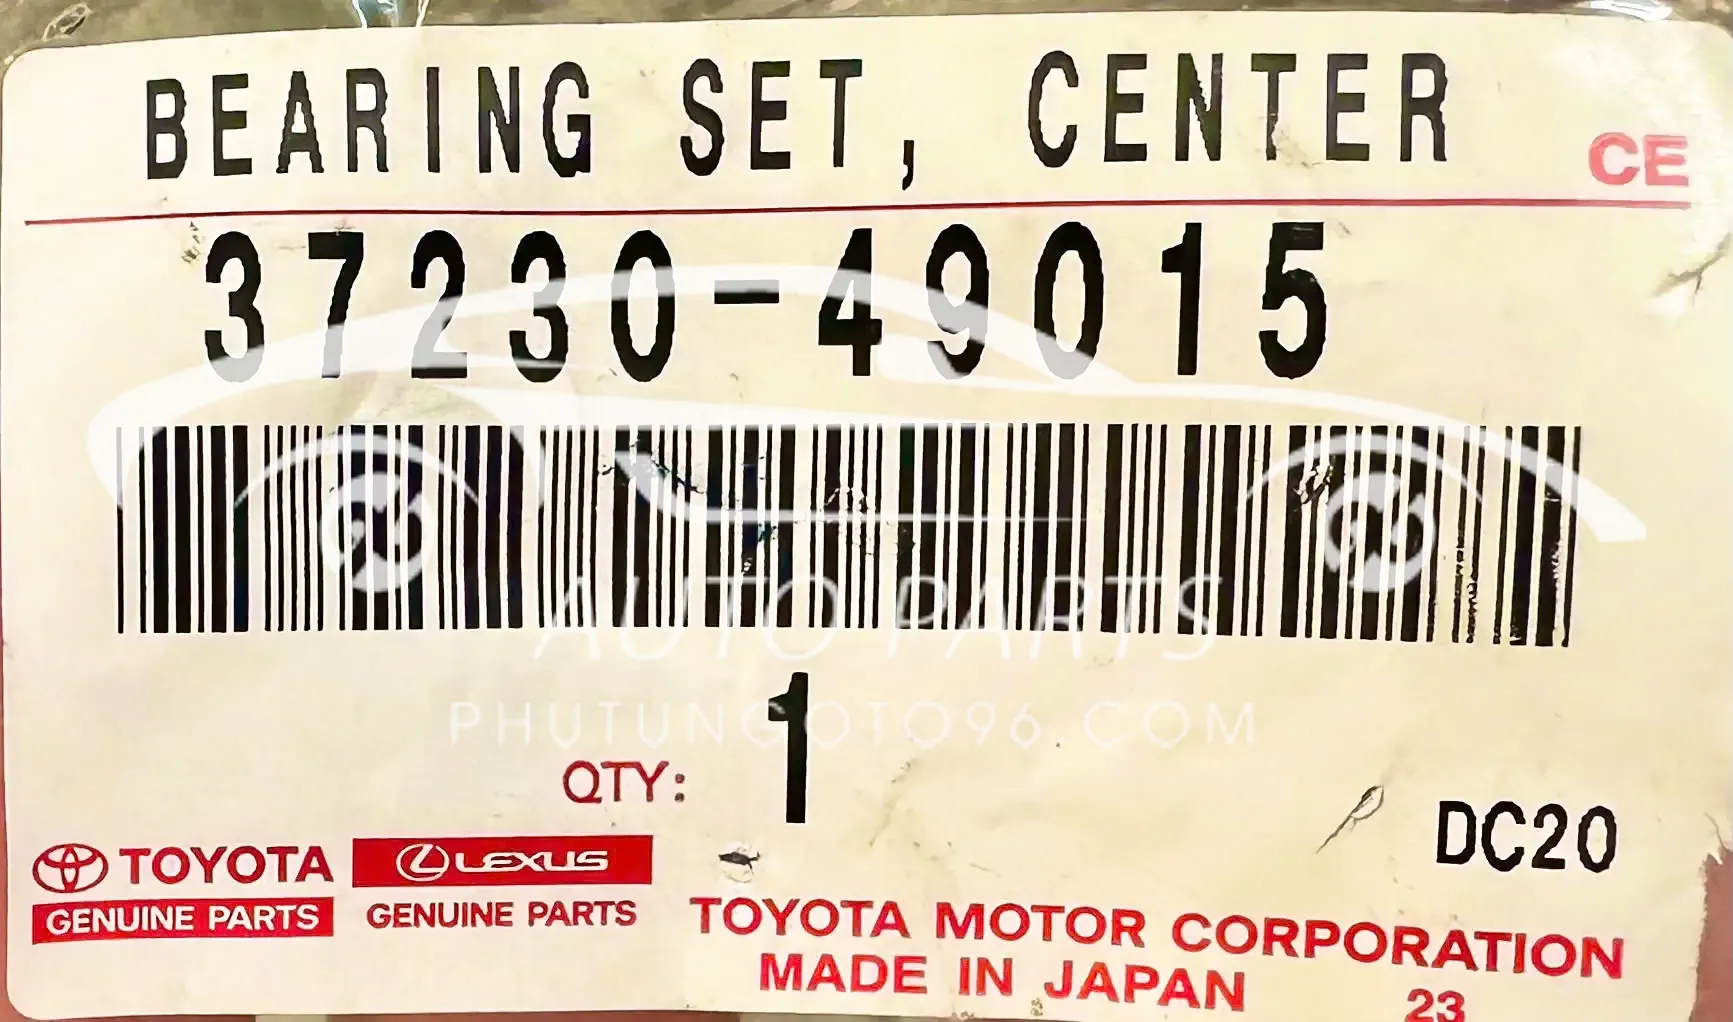 BEARING SET, CENTER
CE
37230-49015
AUTO PARTS
PHUTUNGOTO96.COM
QTY: 1
DC20
TOYOTA
GENUINE PARTS
LEXUS
GENUINE PARTS
TOYOTA MOTOR CORPORATION
MADE IN JAPAN
23